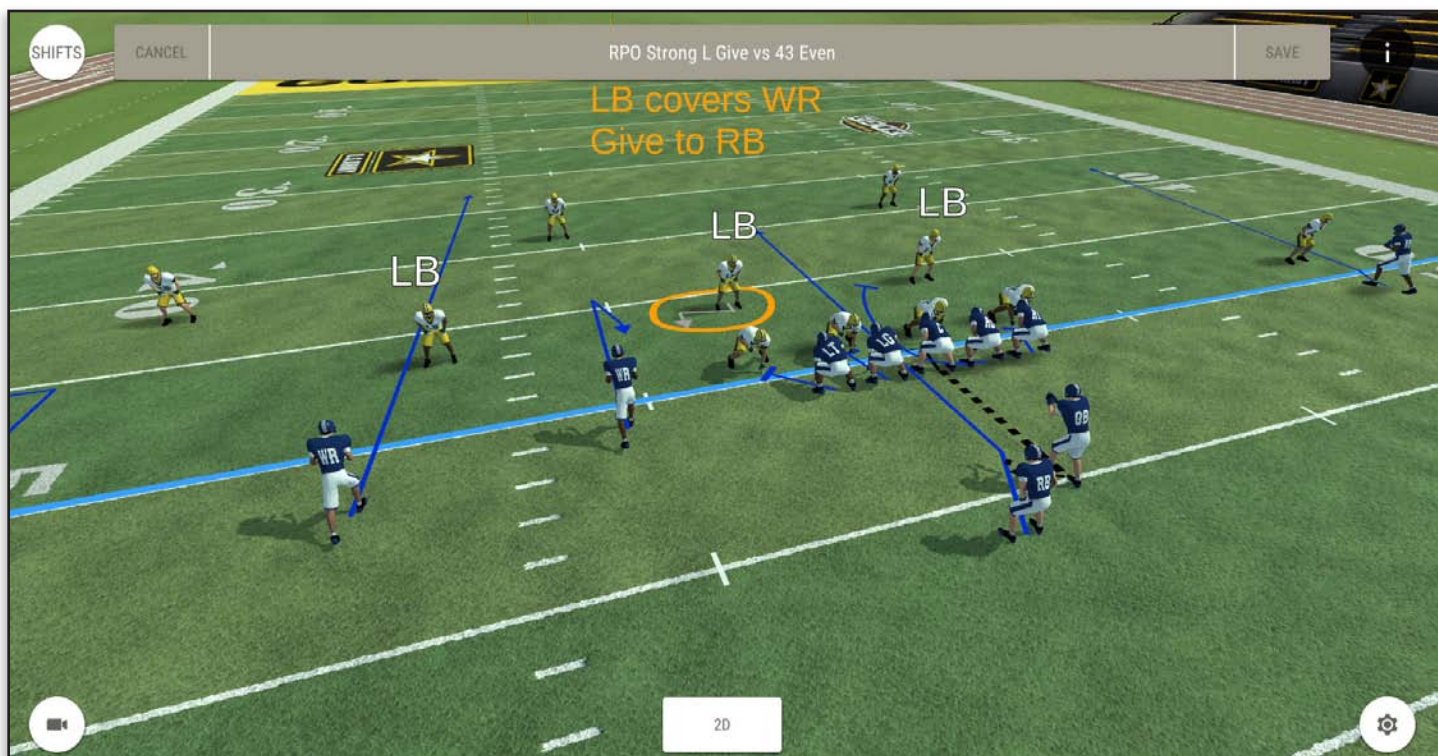 SHIFTS
CANCEL
RPO Strong L Give vs 43 Even
SAVE
i
LB covers WR
Give to RB
LB
LB
LB
WR
WR
LT
LG
QB
RB
2D